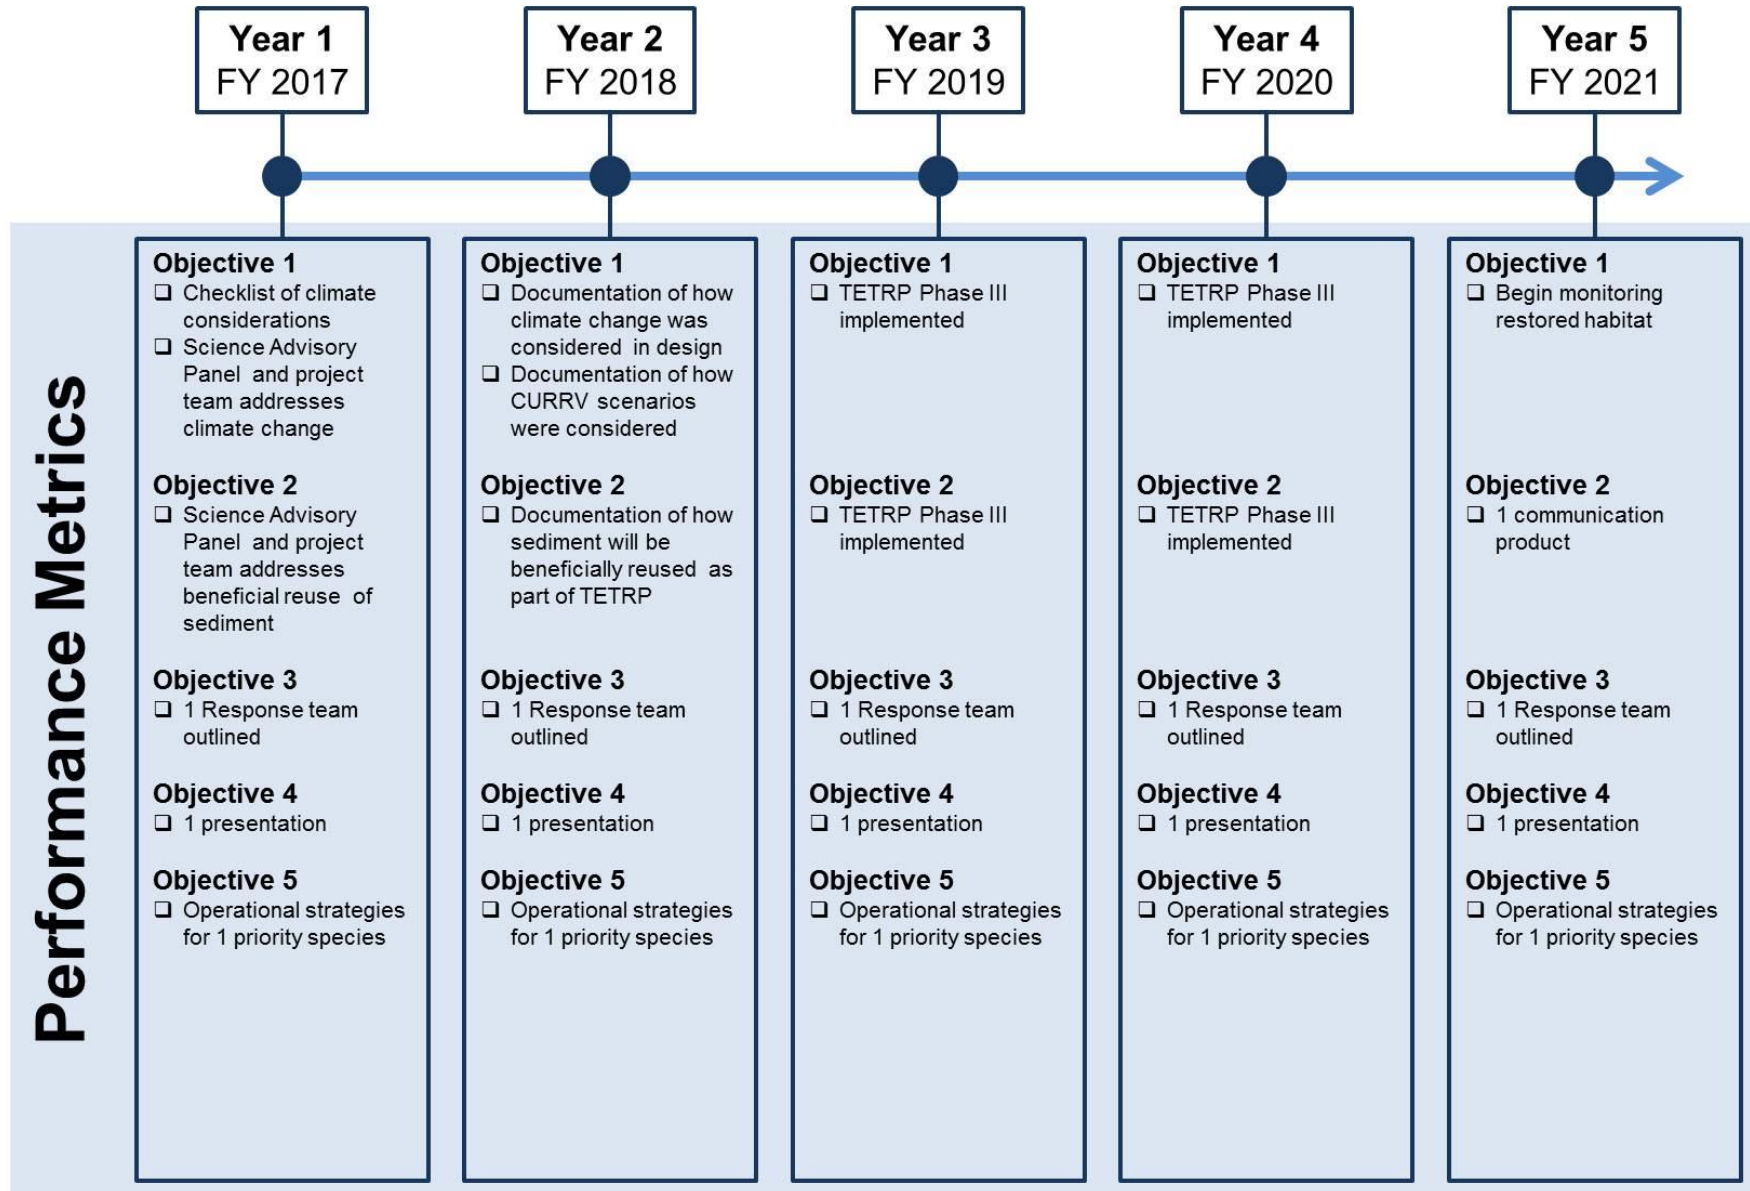 Year 1
FY 2017
Year 2
FY 2018
Year 3
FY 2019
Year 4
FY 2020
Year 5
FY 2021
Performance Metrics
Objective 1
❑ Checklist of climate
considerations
❑ Science Advisory
Panel and project
team addresses
climate change
Objective 2
❑ Science Advisory
Panel and project
team addresses
beneficial reuse of
sediment
Objective 3
❑ 1 Response team
outlined
Objective 4
❑ 1 presentation
Objective 5
❑ Operational strategies
for 1 priority species
Objective 1
❑ Documentation of how
climate change was
considered in design
❑ Documentation of how
CURRV scenarios
were considered
Objective 2
❑ Documentation of how
sediment will be
beneficially reused as
part of TETRP
Objective 3
❑ 1 Response team
outlined
Objective 4
❑ 1 presentation
Objective 5
❑ Operational strategies
for 1 priority species
Objective 1
❑ TETRP Phase III
implemented
Objective 2
❑ TETRP Phase III
implemented
Objective 3
❑ 1 Response team
outlined
Objective 4
❑ 1 presentation
Objective 5
❑ Operational strategies
for 1 priority species
Objective 1
❑ TETRP Phase III
implemented
Objective 2
❑ TETRP Phase III
implemented
Objective 3
❑ 1 Response team
outlined
Objective 4
❑ 1 presentation
Objective 5
❑ Operational strategies
for 1 priority species
Objective 1
❑ Begin monitoring
restored habitat
Objective 2
❑ 1 communication
product
Objective 3
❑ 1 Response team
outlined
Objective 4
❑ 1 presentation
Objective 5
❑ Operational strategies
for 1 priority species